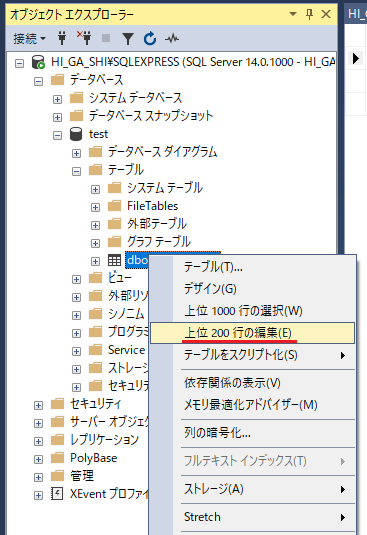 オブジェクト エクスプローラー
接続
HI_GA_SHI¥SQLEXPRESS (SQL Server 14.0.1000 - HI_GA
データベース
システム データベース
データベース スナップショット
test
データベース ダイアグラム
テーブル
システム テーブル
FileTables
外部テーブル
グラフ テーブル
dbo
ビュー
外部リソ
シノニム
プログラミ
Service
ストレージ
セキュリテ
セキュリティ
サーバー オブジェク
レプリケーション
PolyBase
管理
XEvent プロファイ
テーブル(T)...
デザイン(G)
上位 1000 行の選択(W)
上位 200 行の編集(E)
テーブルをスクリプト化(S)
依存関係の表示(V)
メモリ最適化アドバイザー(M)
列の暗号化...
フルテキスト インデックス(T)
ストレージ(A)
Stretch
HI_G